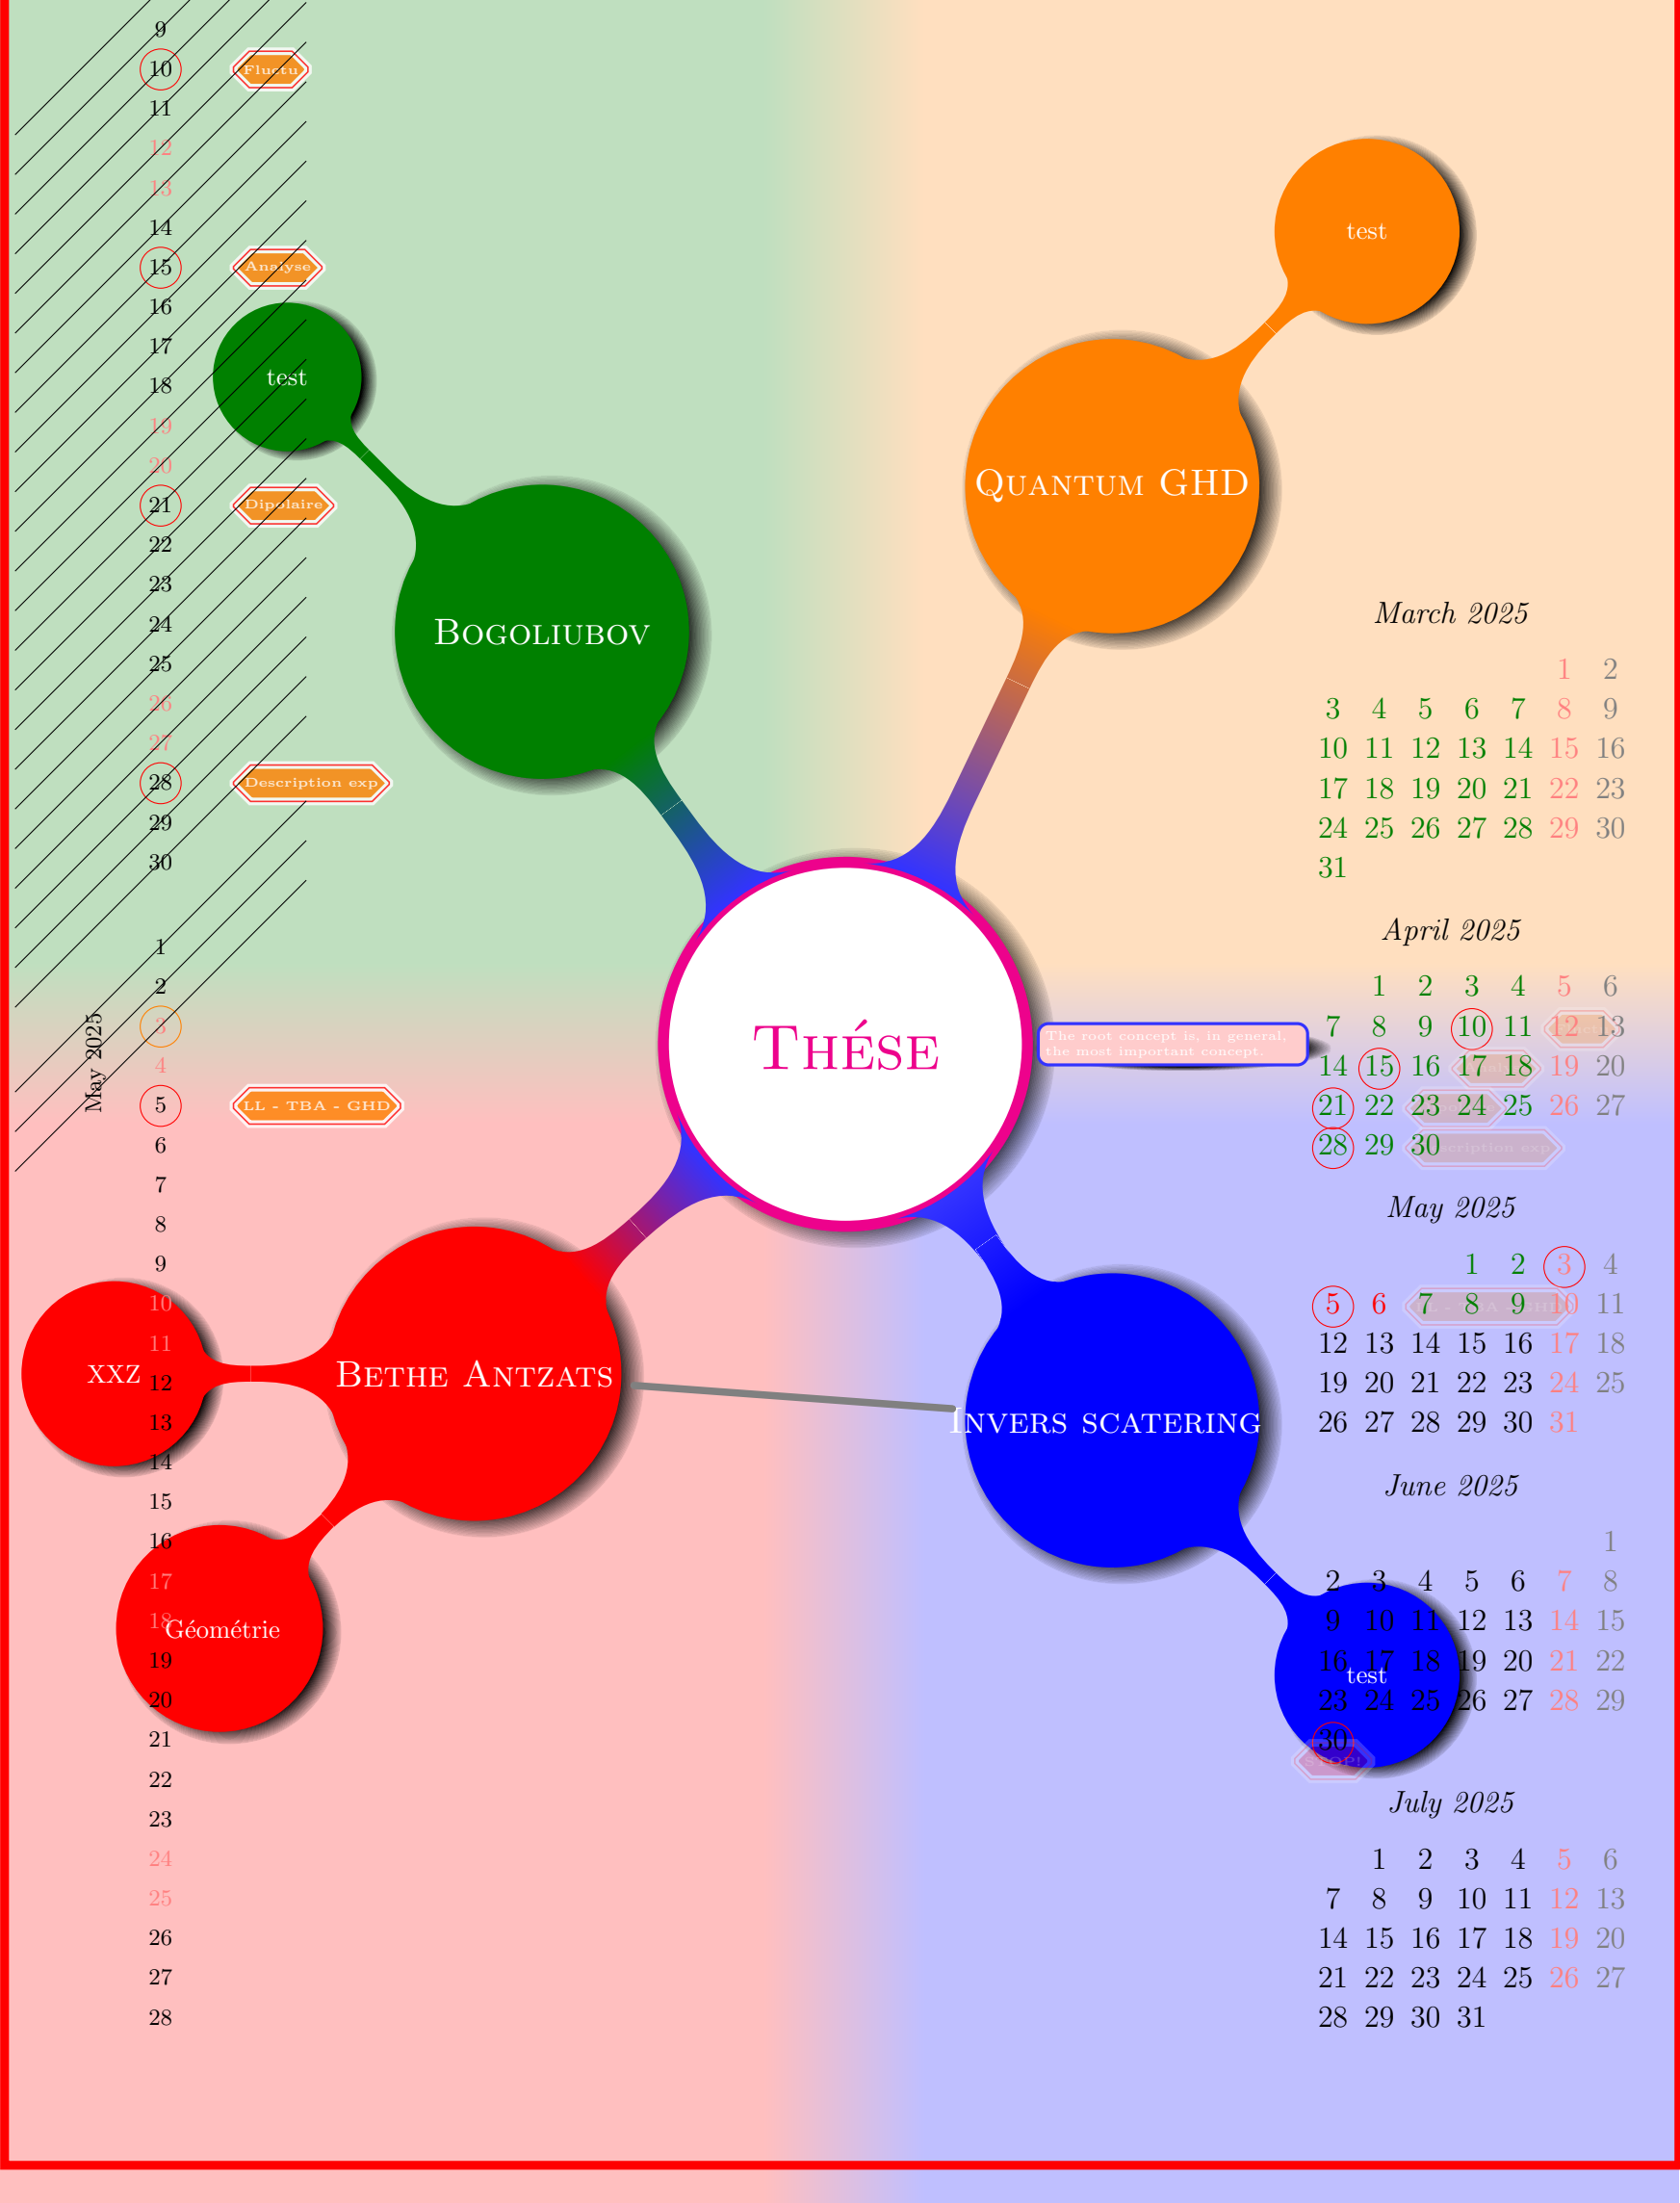 9
10 Fluctu
11
12
13
14
15 Analyse
16
17
18
19
20
21 Dipolaire
22
23
24
25
26
27
28 Description exp
29
30
May 2025
1
2
3
4
5 LL - TBA - GHD
6
7
8
9
10
11
12
13
14
15
16
17
18
19
20
21
22
23
24
25
26
27
28
test
Bogoliubov
Quantum GHD
test
Thése
The root concept is, in general,
the most important concept.
Bethe Antzats
xxz
Géométrie
Invers scatering
test
March 2025
1 2
3 4 5 6 7 8 9
10 11 12 13 14 15 16
17 18 19 20 21 22 23
24 25 26 27 28 29 30
31
April 2025
1 2 3 4 5 6
7 8 9 10 11 12 13
14 15 16 17 18 19 20
21 22 23 24 25 26 27
28 29 30 Description exp
May 2025
1 2 3 4
5 6 7 8 9 10 11
LL - TBA - GHD
12 13 14 15 16 17 18
19 20 21 22 23 24 25
26 27 28 29 30 31
June 2025
1
2 3 4 5 6 7 8
9 10 11 12 13 14 15
16 17 18 19 20 21 22
23 24 25 26 27 28 29
30
STOP!
July 2025
1 2 3 4 5 6
7 8 9 10 11 12 13
14 15 16 17 18 19 20
21 22 23 24 25 26 27
28 29 30 31